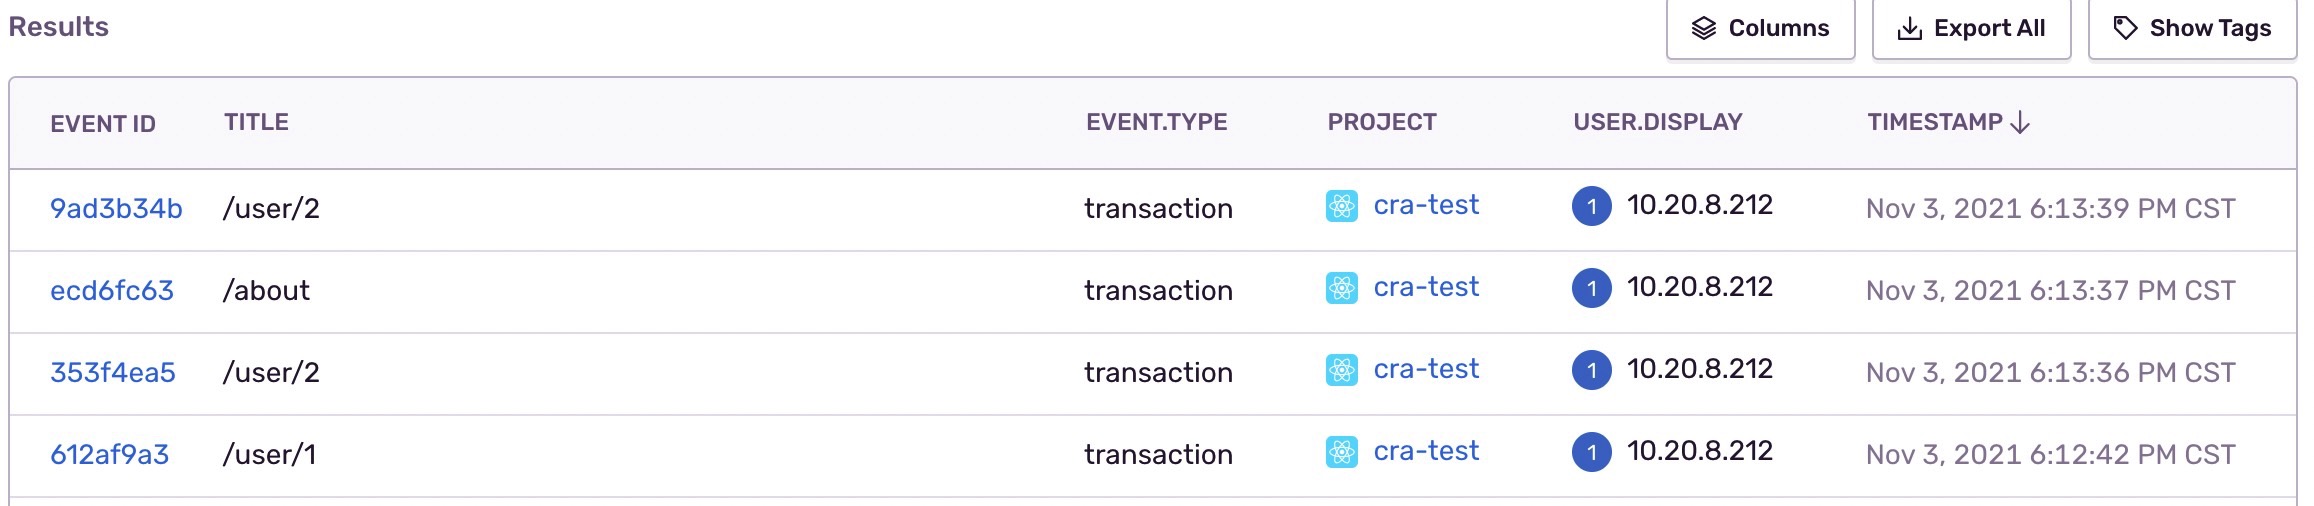 Results Columns Export All Show Tags
EVENT ID TITLE EVENT.TYPE PROJECT USER.DISPLAY TIMESTAMP
9ad3b34b /user/2 transaction cra-test 1 10.20.8.212 Nov 3, 2021 6:13:39 PM CST
ecd6fc63 /about transaction cra-test 1 10.20.8.212 Nov 3, 2021 6:13:37 PM CST
353f4ea5 /user/2 transaction cra-test 1 10.20.8.212 Nov 3, 2021 6:13:36 PM CST
612af9a3 /user/1 transaction cra-test 1 10.20.8.212 Nov 3, 2021 6:12:42 PM CST